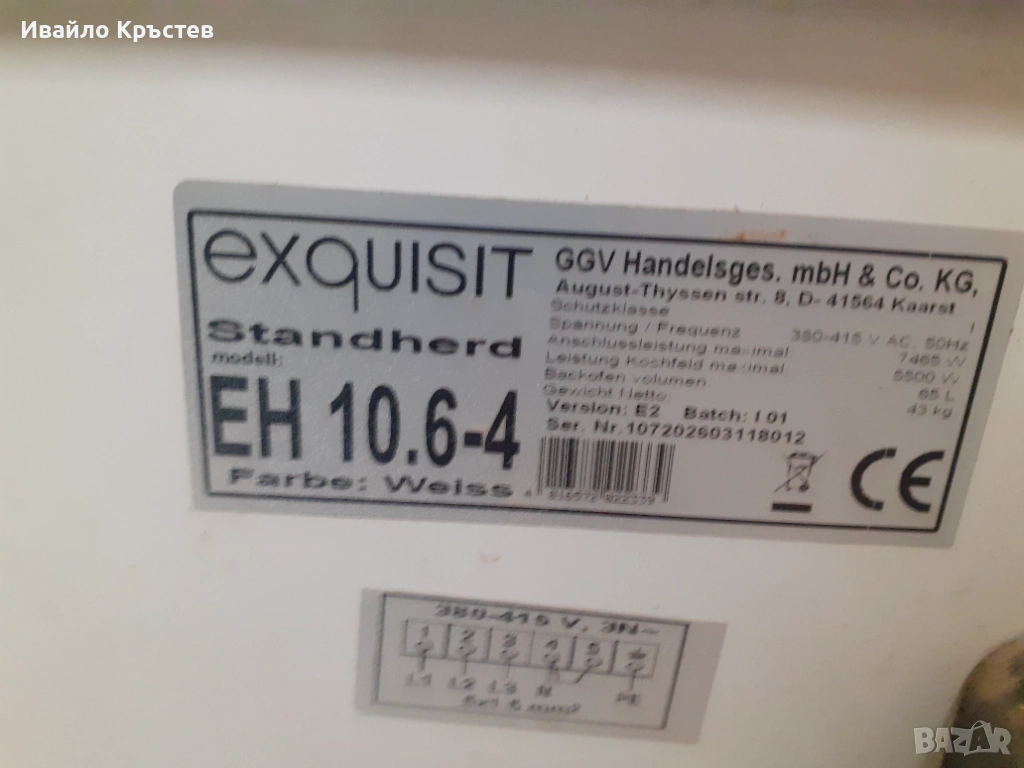 Ивайло Кръстев
exquisit
Standherd
modell:
EH 10.6-4
Farbe: Weiss
GGV Handelsges. mbH & Co. KG,
August-Thyssen str. 8, D- 41564 Kaarst
Schutzklasse I
Spannung / Frequenz 380-415 V AC, 50Hz
Anschlussleistung maximal 7465 W
Leistung Kochfeld maximal 5500 W
Backofen volumen: 65 L
Gewicht Netto: 43 kg
Version: E2 Batch: I 01
Ser. Nr.107202603118012
CE
380-415 V, 3N~
1 2 3 4 5
L1 L2 L3 N PE
5x1.5 mm2
BAZAR